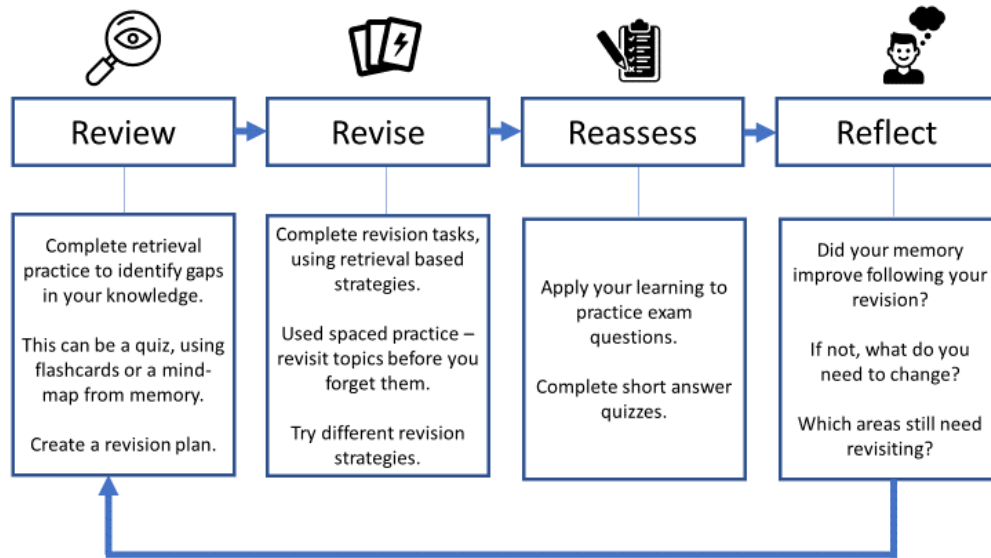 Review
Revise
Reassess
Reflect
Complete retrieval
practice to identify gaps
in your knowledge.
This can be a quiz, using
flashcards or a mind-
map from memory.
Create a revision plan.
Complete revision tasks,
using retrieval based
strategies.
Used spaced practice –
revisit topics before you
forget them.
Try different revision
strategies.
Apply your learning to
practice exam
questions.
Complete short answer
quizzes.
Did your memory
improve following your
revision?
If not, what do you
need to change?
Which areas still need
revisiting?